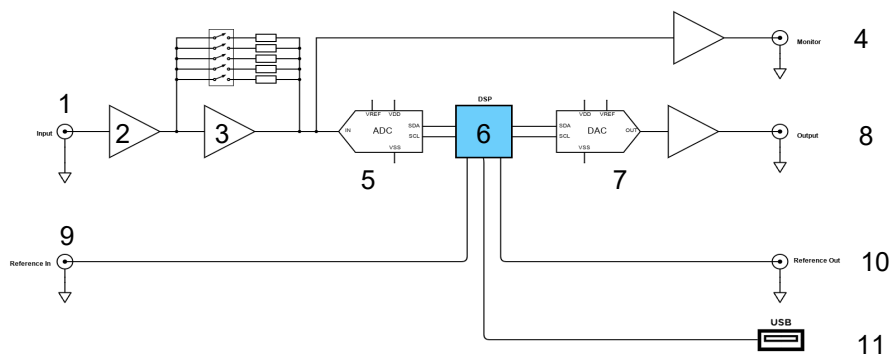 Monitor
4
1
DSP
VREF VDD
VDD VREF
Input
2
3
IN
ADC
SDA
SCL
6
SDA
SCL
DAC
OUT
Output
8
VSS
VSS
5
7
9
Reference In
Reference Out
10
USB
11